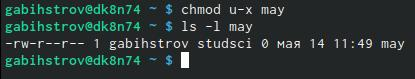 gabihstrov@dk8n74 ~ $ chmod u-x may
gabihstrov@dk8n74 ~ $ ls -l may
-rw-r--r-- 1 gabihstrov studsci 0 мая 14 11:49 may
gabihstrov@dk8n74 ~ $